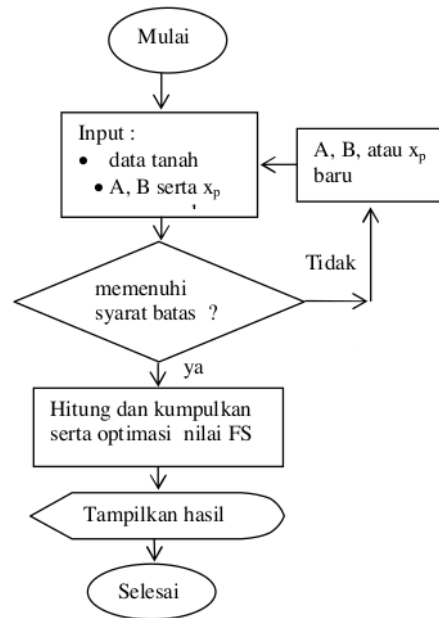 Mulai
Input :
• data tanah
• A, B serta xₚ
A, B, atau xₚ
baru
Tidak
memenuhi
syarat batas ?
ya
Hitung dan kumpulkan
serta optimasi nilai FS
Tampilkan hasil
Selesai